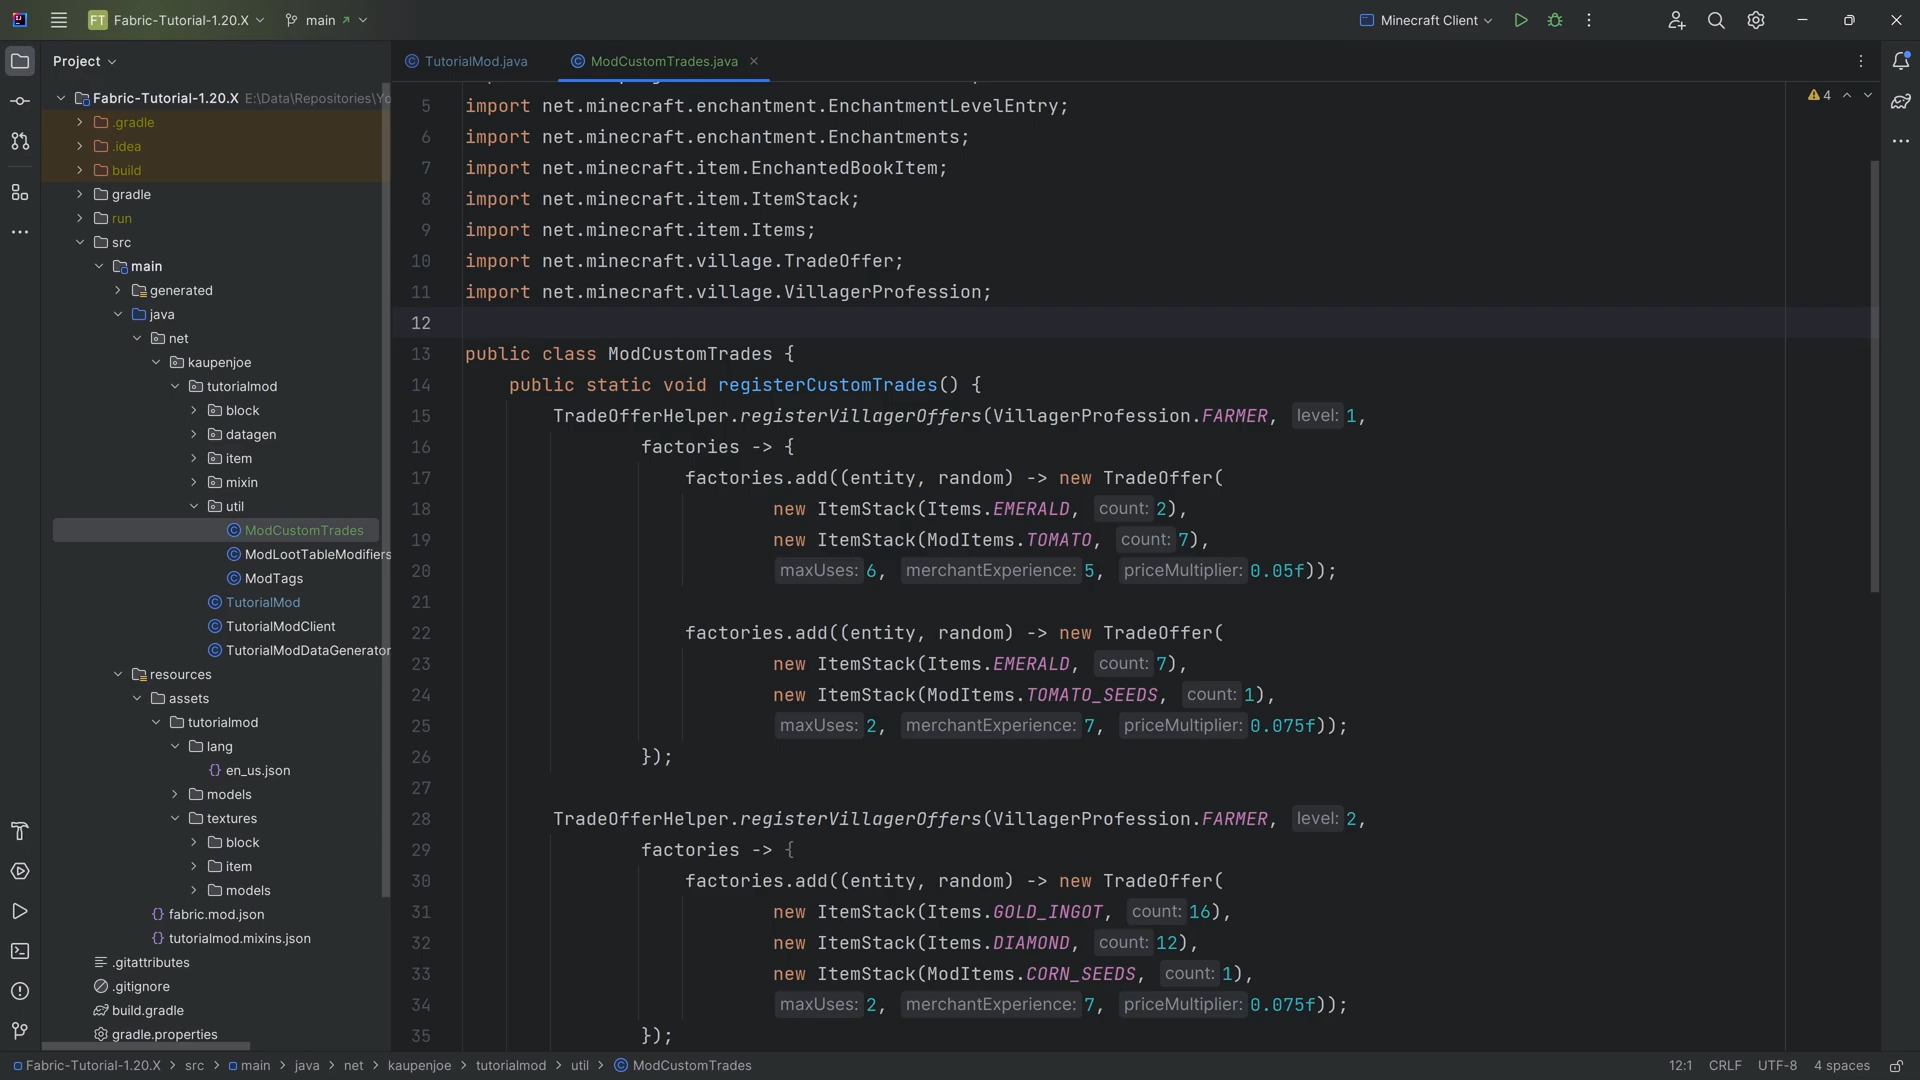 FT Fabric-Tutorial-1.20.X main Minecraft Client
Project
Fabric-Tutorial-1.20.X E:\Data\Repositories\Yo
.gradle
.idea
build
gradle
run
src
main
generated
java
net
kaupenjoe
tutorialmod
block
datagen
item
mixin
util
ModCustomTrades
ModLootTableModifiers
ModTags
TutorialMod
TutorialModClient
TutorialModDataGenerator
resources
assets
tutorialmod
lang
en_us.json
models
textures
block
item
models
fabric.mod.json
tutorialmod.mixins.json
.gitattributes
.gitignore
build.gradle
gradle.properties
TutorialMod.java ModCustomTrades.java
4
5 import net.minecraft.enchantment.EnchantmentLevelEntry;
6 import net.minecraft.enchantment.Enchantments;
7 import net.minecraft.item.EnchantedBookItem;
8 import net.minecraft.item.ItemStack;
9 import net.minecraft.item.Items;
10 import net.minecraft.village.TradeOffer;
11 import net.minecraft.village.VillagerProfession;
12
13 public class ModCustomTrades {
14 public static void registerCustomTrades() {
15 TradeOfferHelper.registerVillagerOffers(VillagerProfession.FARMER, level: 1,
16 factories -> {
17 factories.add((entity, random) -> new TradeOffer(
18 new ItemStack(Items.EMERALD, count: 2),
19 new ItemStack(ModItems.TOMATO, count: 7),
20 maxUses: 6, merchantExperience: 5, priceMultiplier: 0.05f));
21
22 factories.add((entity, random) -> new TradeOffer(
23 new ItemStack(Items.EMERALD, count: 7),
24 new ItemStack(ModItems.TOMATO_SEEDS, count: 1),
25 maxUses: 2, merchantExperience: 7, priceMultiplier: 0.075f));
26 });
27
28 TradeOfferHelper.registerVillagerOffers(VillagerProfession.FARMER, level: 2,
29 factories -> {
30 factories.add((entity, random) -> new TradeOffer(
31 new ItemStack(Items.GOLD_INGOT, count: 16),
32 new ItemStack(Items.DIAMOND, count: 12),
33 new ItemStack(ModItems.CORN_SEEDS, count: 1),
34 maxUses: 2, merchantExperience: 7, priceMultiplier: 0.075f));
35 });
Fabric-Tutorial-1.20.X > src > main > java > net > kaupenjoe > tutorialmod > util > ModCustomTrades 12:1 CRLF UTF-8 4 spaces